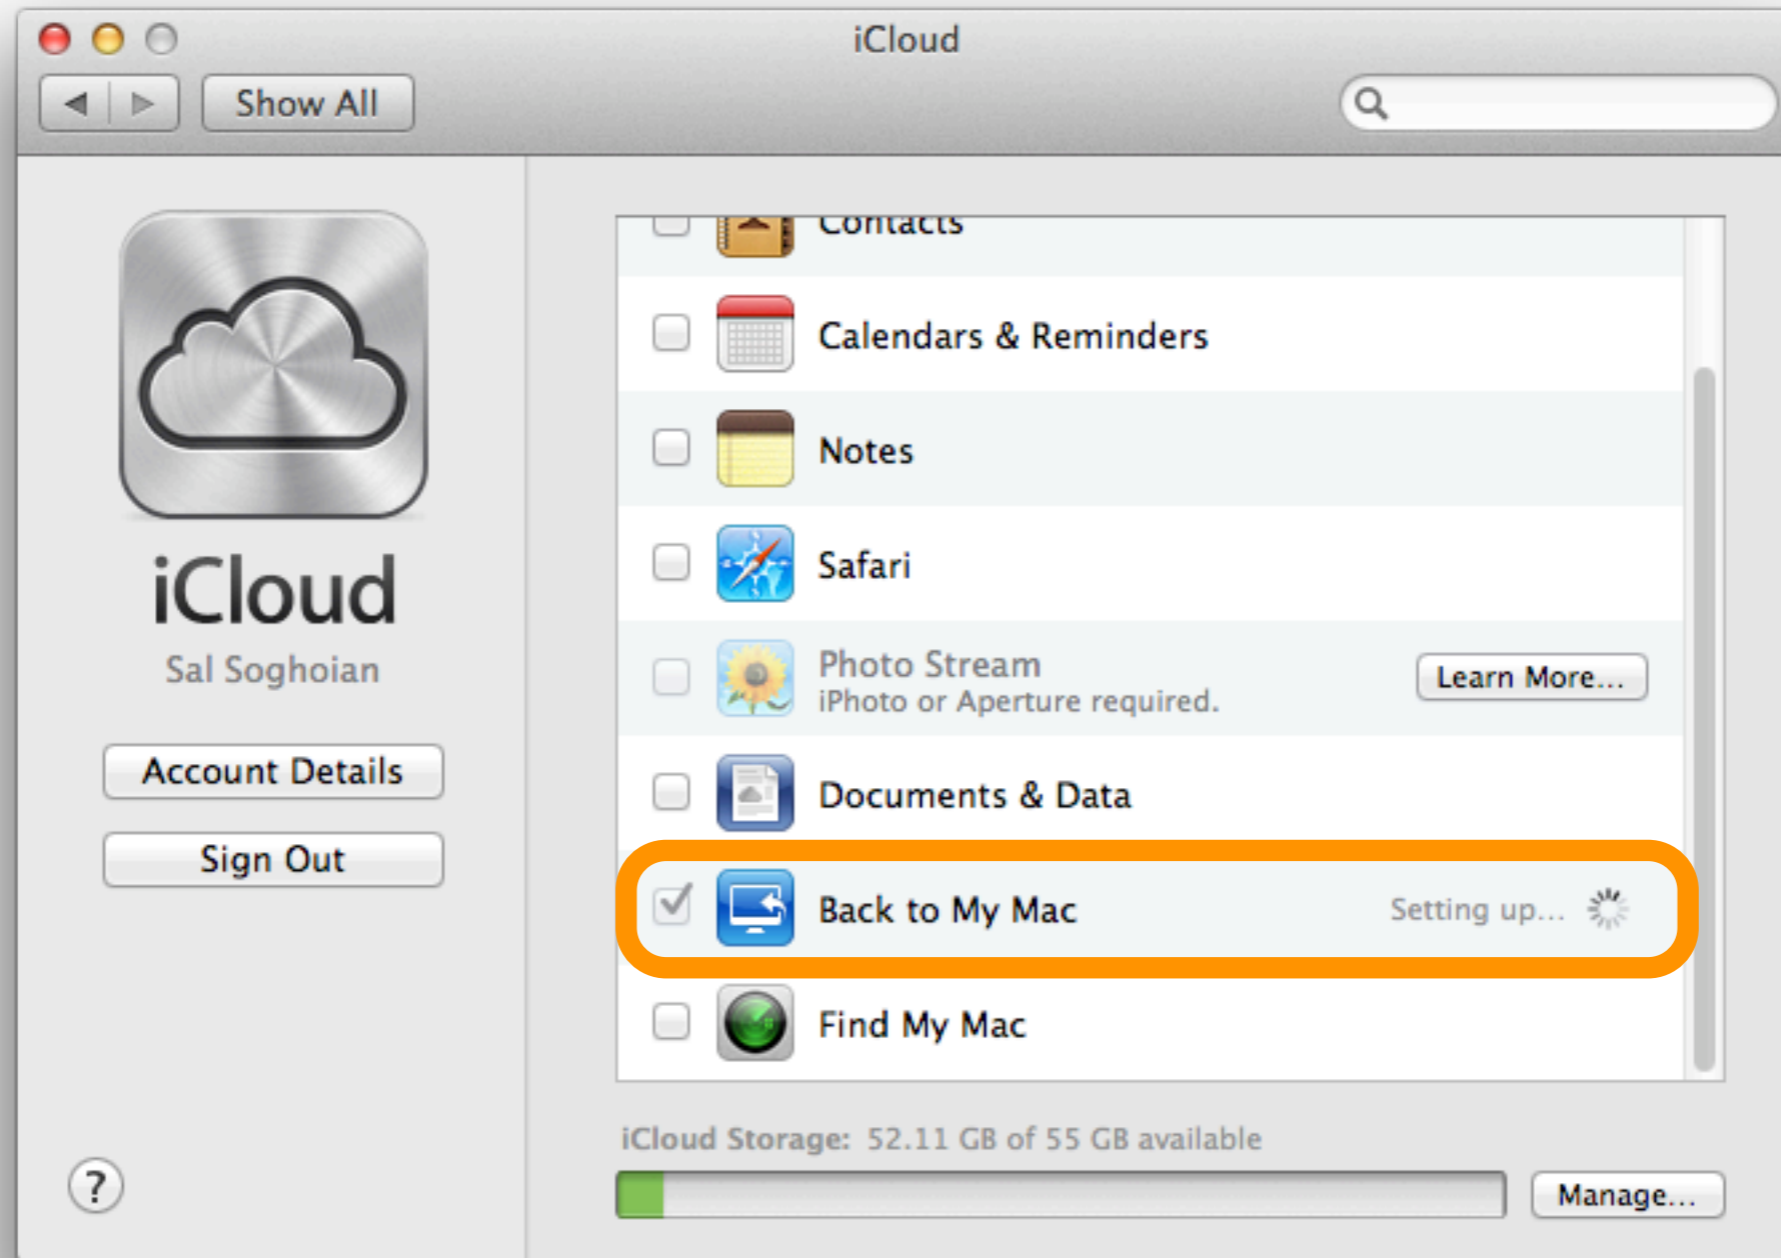 iCloud
Show All
Contacts
Calendars & Reminders
Notes
Safari
Photo Stream
iPhoto or Aperture required.
Learn More...
Documents & Data
Back to My Mac
Setting up...
Find My Mac
iCloud
Sal Soghoian
Account Details
Sign Out
iCloud Storage: 52.11 GB of 55 GB available
?
Manage...